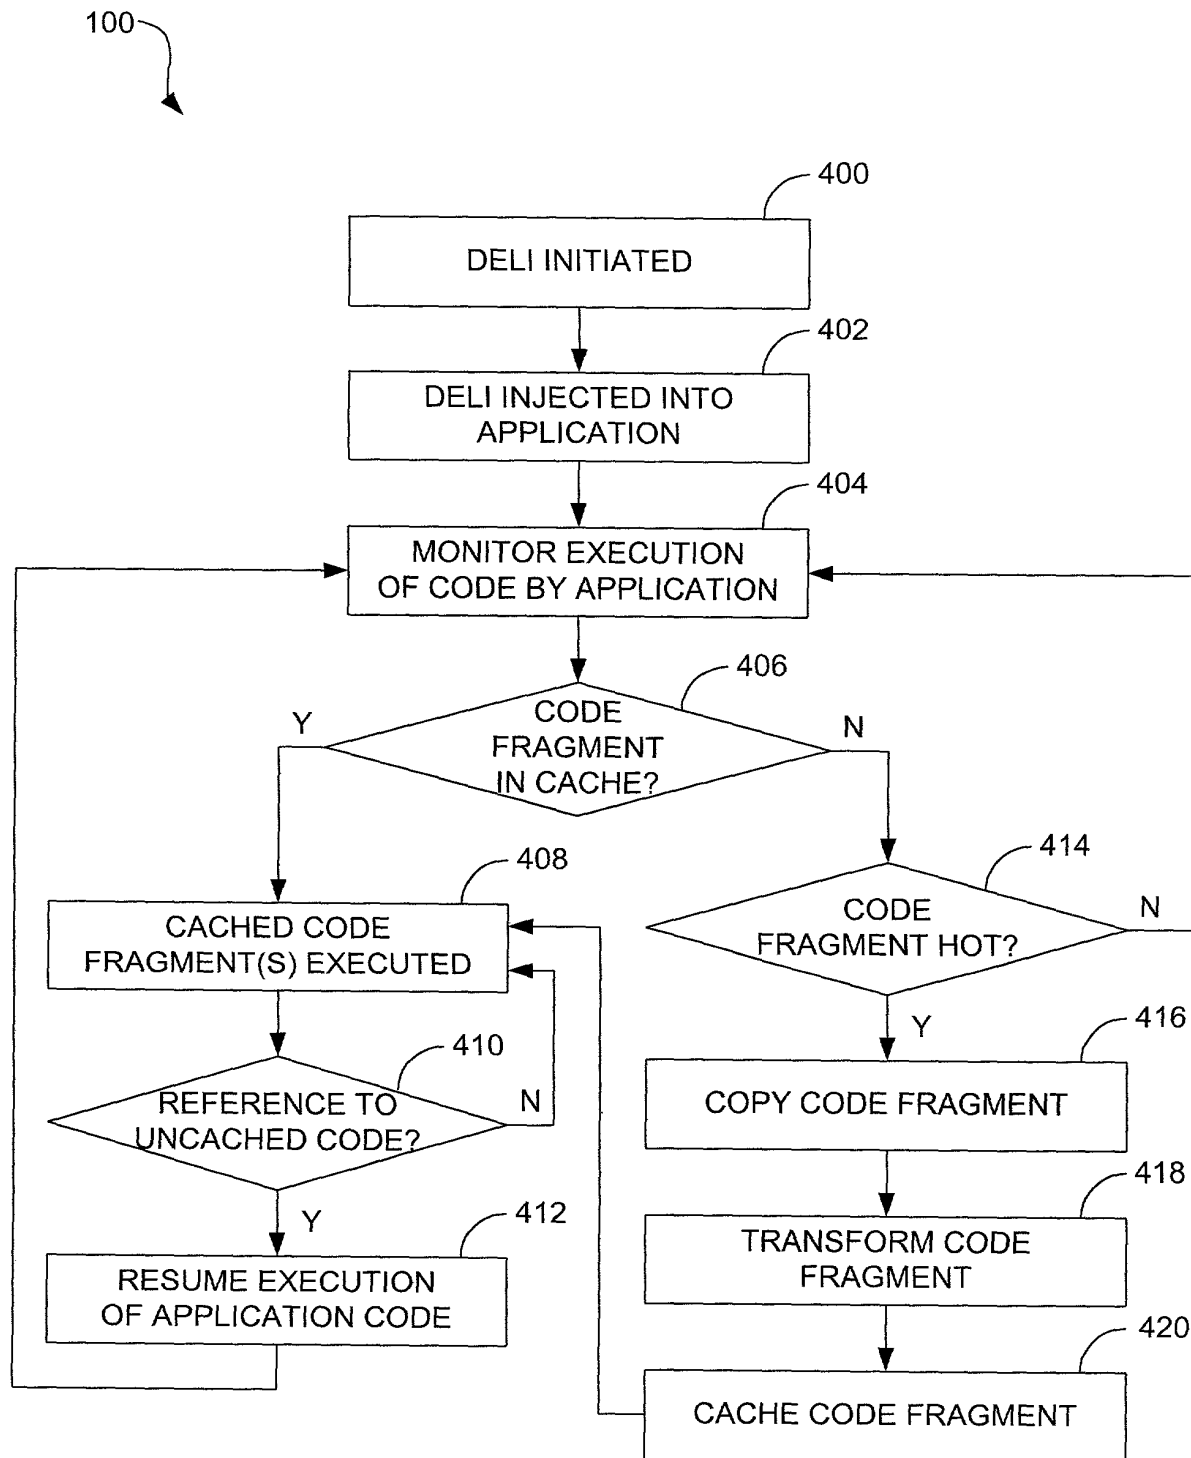 100
400
DELI INITIATED
402
DELI INJECTED INTO
APPLICATION
404
MONITOR EXECUTION
OF CODE BY APPLICATION
406
Y
CODE
FRAGMENT
IN CACHE?
N
408
CACHED CODE
FRAGMENT(S) EXECUTED
410
REFERENCE TO
UNCACHED CODE?
N
Y
412
RESUME EXECUTION
OF APPLICATION CODE
414
CODE
FRAGMENT HOT?
N
Y
416
COPY CODE FRAGMENT
418
TRANSFORM CODE
FRAGMENT
420
CACHE CODE FRAGMENT